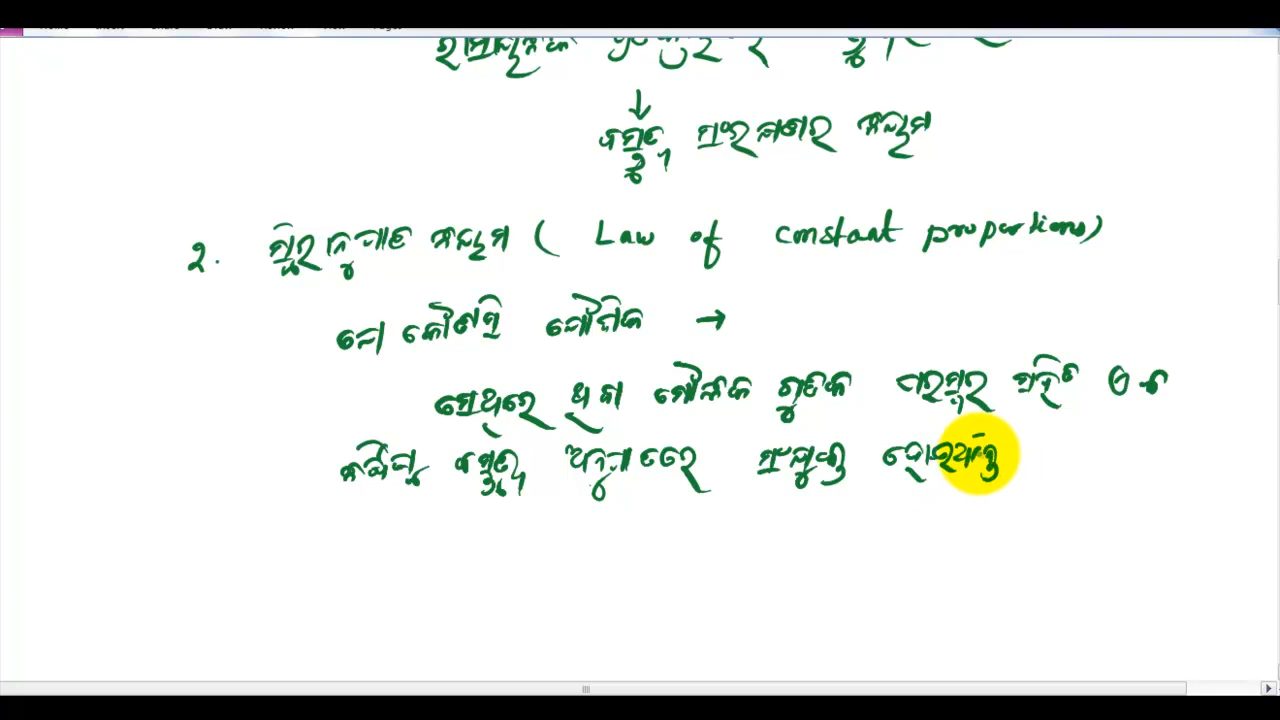 ବସ୍ତୁତ୍ୱ ସଂରକ୍ଷଣର ନିୟମ
2. ସ୍ଥିରାନୁପାତ ନିୟମ ( Law of constant proportions)
ଯେ କୌଣସି ଯୌଗିକ →
ସେଥିରେ ଥିବା ମୌଳିକ ଗୁଡିକ ପରସ୍ପର ସହିତ ଏକ
ନିର୍ଦ୍ଦିଷ୍ଟ ବସ୍ତୁତ୍ୱ ଅନୁପାତରେ ସଂଯୁକ୍ତ ହୋଇଥାନ୍ତି